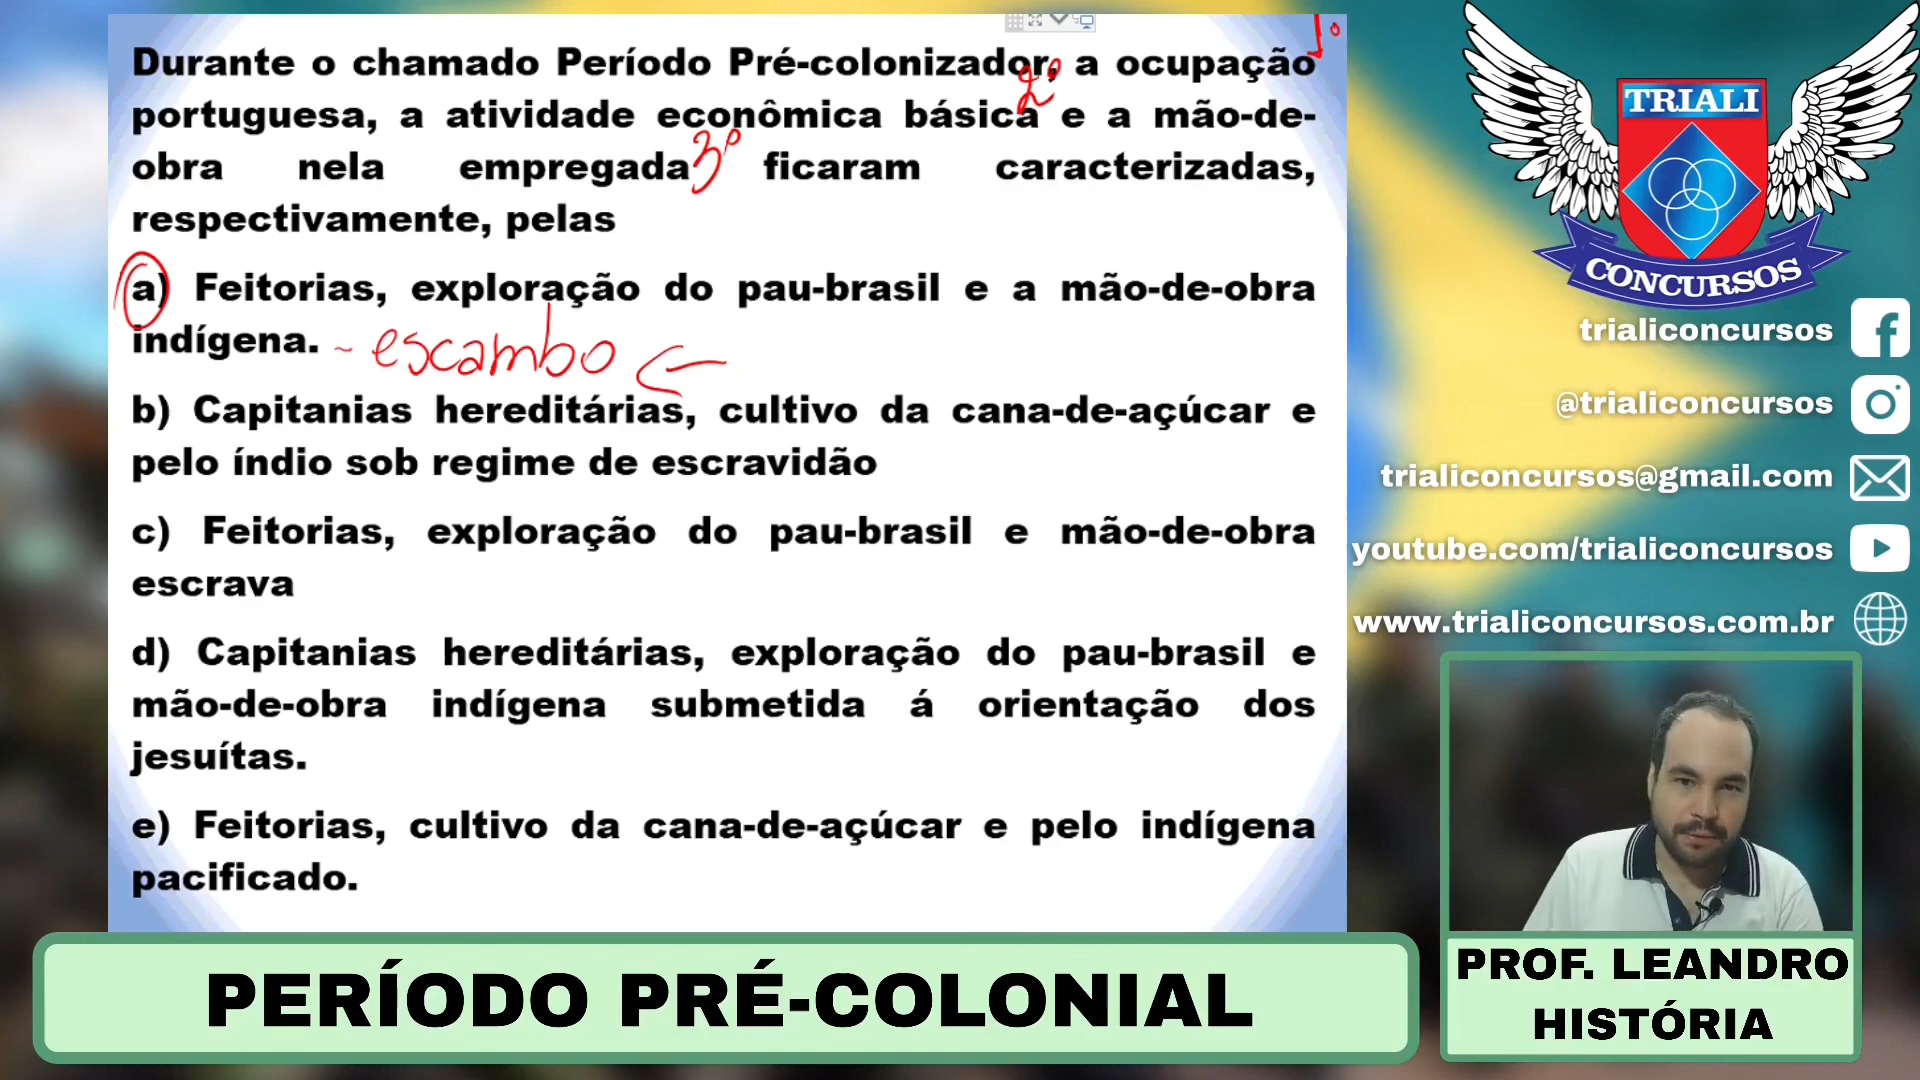 Durante o chamado Período Pré-colonizador, a ocupação 1º
portuguesa, a atividade econômica básica 2º e a mão-de-
obra nela empregada 3º ficaram caracterizadas,
respectivamente, pelas
a) Feitorias, exploração do pau-brasil e a mão-de-obra
indígena. - escambo
b) Capitanias hereditárias, cultivo da cana-de-açúcar e
pelo índio sob regime de escravidão
c) Feitorias, exploração do pau-brasil e mão-de-obra
escrava
d) Capitanias hereditárias, exploração do pau-brasil e
mão-de-obra indígena submetida á orientação dos
jesuítas.
e) Feitorias, cultivo da cana-de-açúcar e pelo indígena
pacificado.
PERÍODO PRÉ-COLONIAL
TRIALI
CONCURSOS
trialiconcursos
@trialiconcursos
trialiconcursos@gmail.com
youtube.com/trialiconcursos
www.trialiconcursos.com.br
PROF. LEANDRO
HISTÓRIA